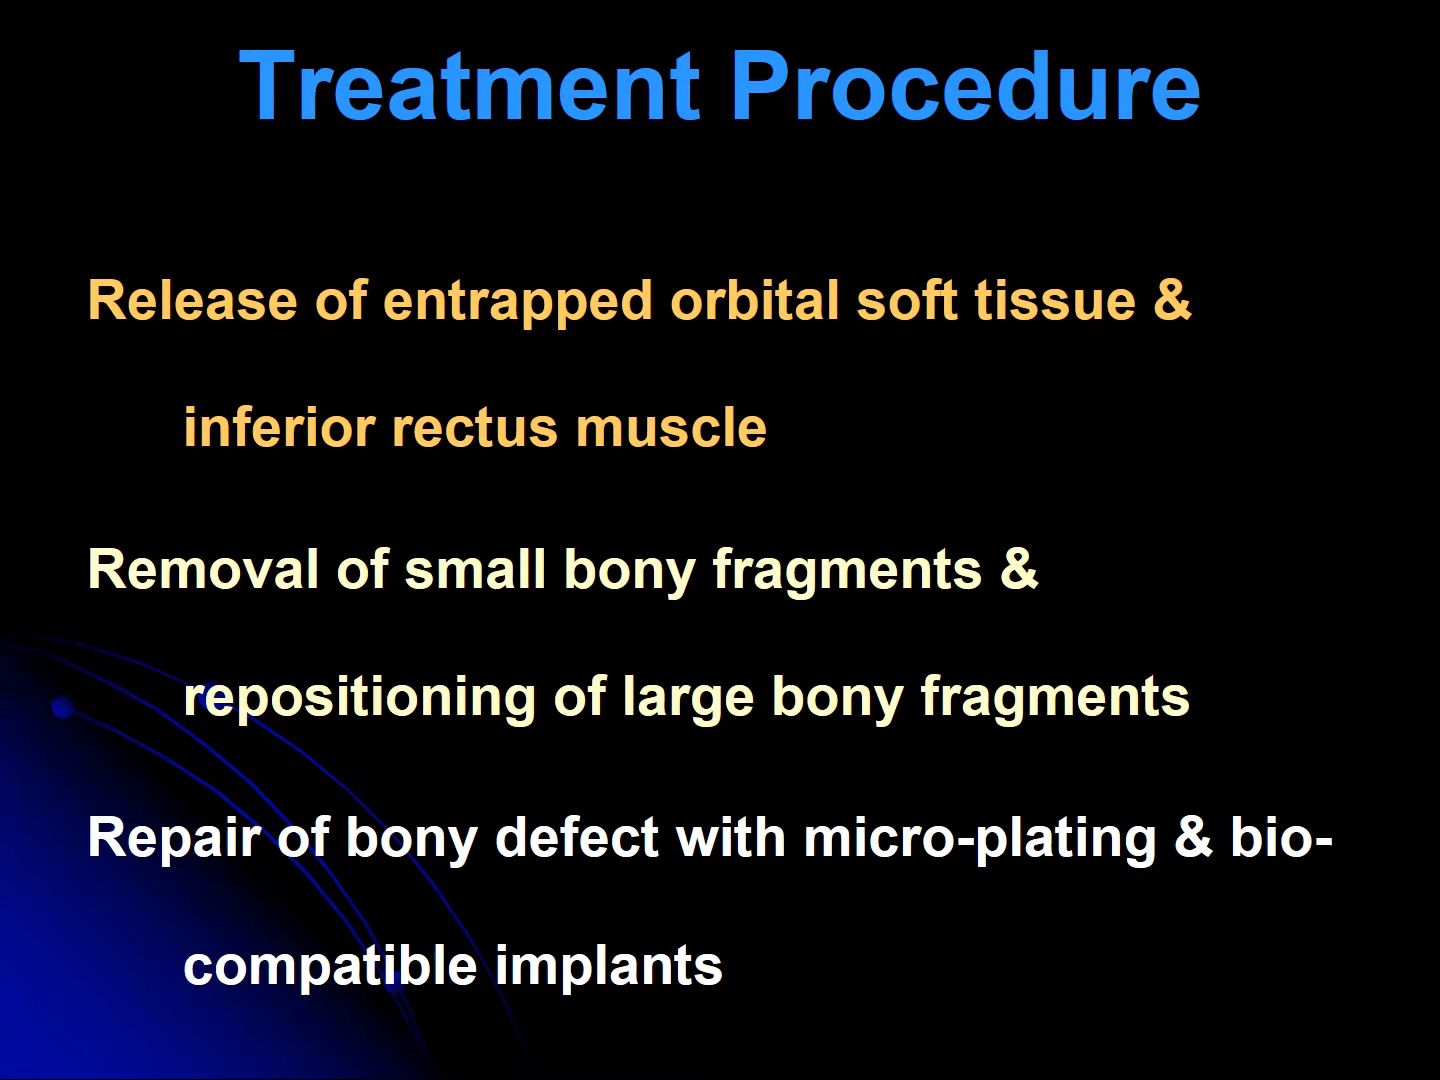 Treatment Procedure
Release of entrapped orbital soft tissue &
inferior rectus muscle
Removal of small bony fragments &
repositioning of large bony fragments
Repair of bony defect with micro-plating & bio-
compatible implants